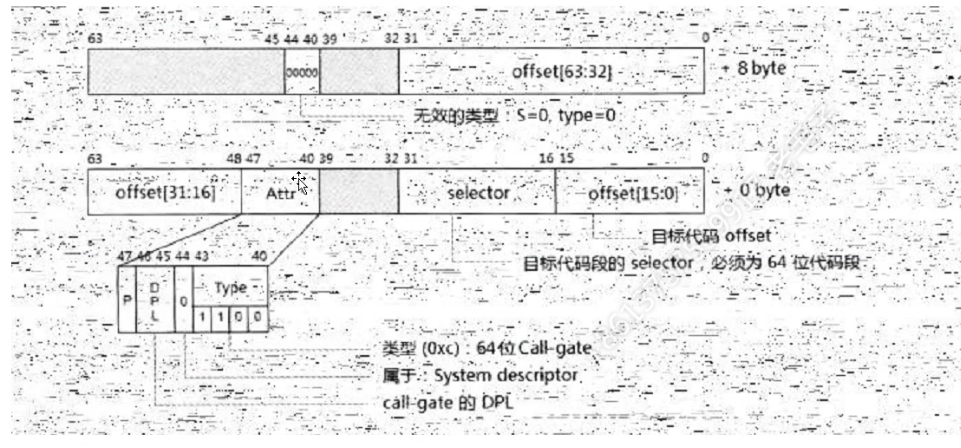 63 45 44 40 39 32 31 0
00000 offset[63:32] + 8 byte
无效的类型：S=0, type=0
63 48 47 40 39 32 31 16 15 0
offset[31:16] Attr selector offset[15:0] + 0 byte
目标代码 offset
目标代码段的 selector，必须为 64 位代码段
47 46 45 44 43 40
P DPL 0 Type
1 1 0 0
类型 (0xc)：64位 Call-gate
属于：System descriptor
call-gate 的 DPL